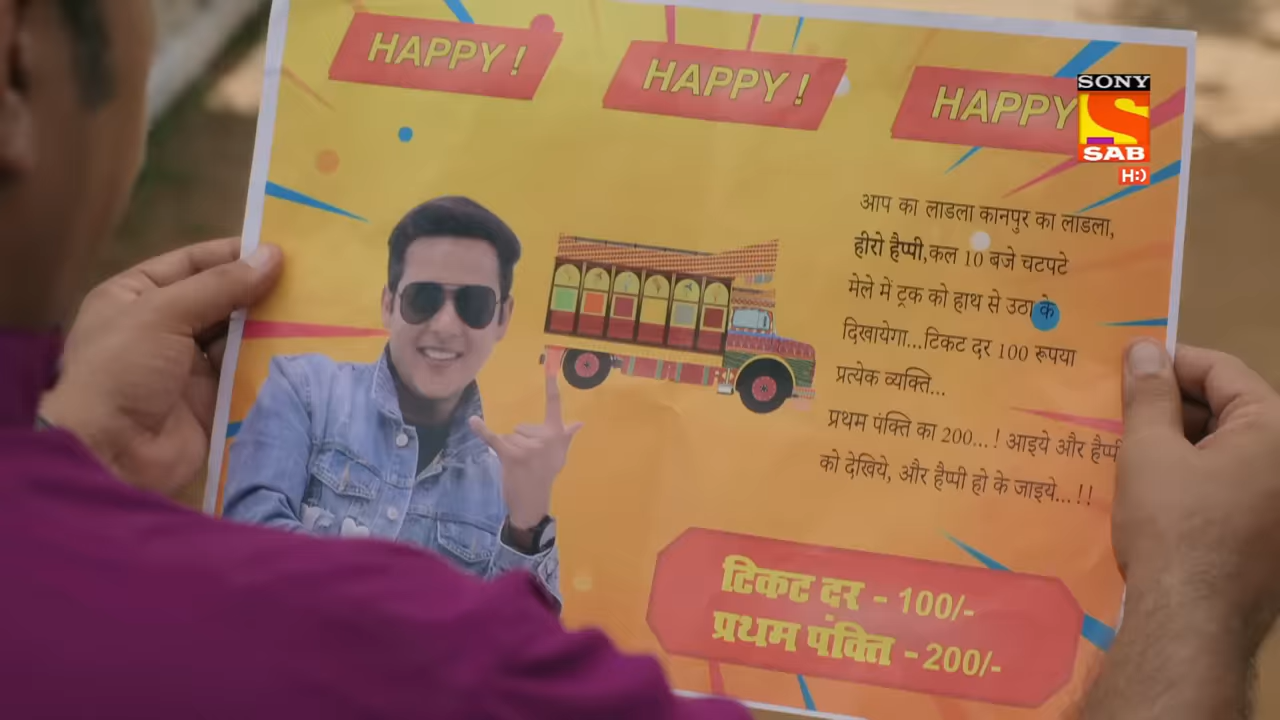 HAPPY !
HAPPY !
HAPPY
SONY
SAB
H:)
आप का लाडला कानपुर का लाडला,
हीरो हैप्पी,कल 10 बजे चटपटे
मेले में ट्रक को हाथ से उठा के
दिखायेगा...टिकट दर 100 रूपया
प्रत्येक व्यक्ति...
प्रथम पंक्ति का 200...! आइये और हैप्पी
को देखिये, और हैप्पी हो के जाइये...!!
टिकट दर - 100/-
प्रथम पंक्ति - 200/-